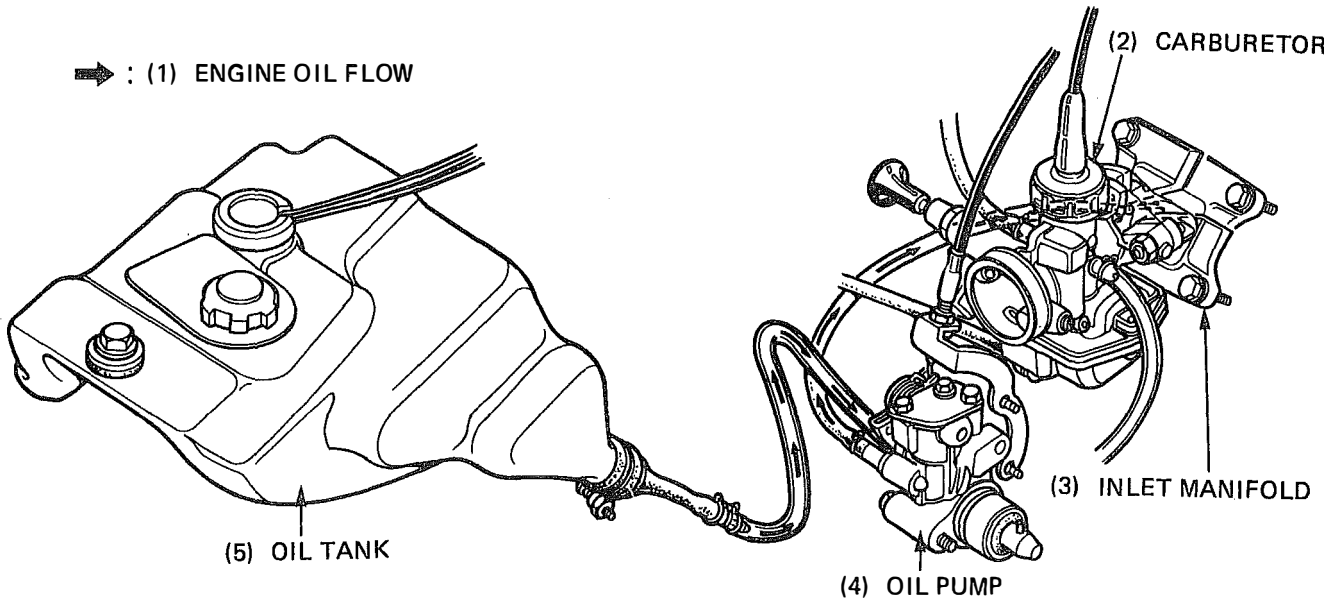 : (1) ENGINE OIL FLOW
(2) CARBURETOR
(3) INLET MANIFOLD
(5) OIL TANK
(4) OIL PUMP